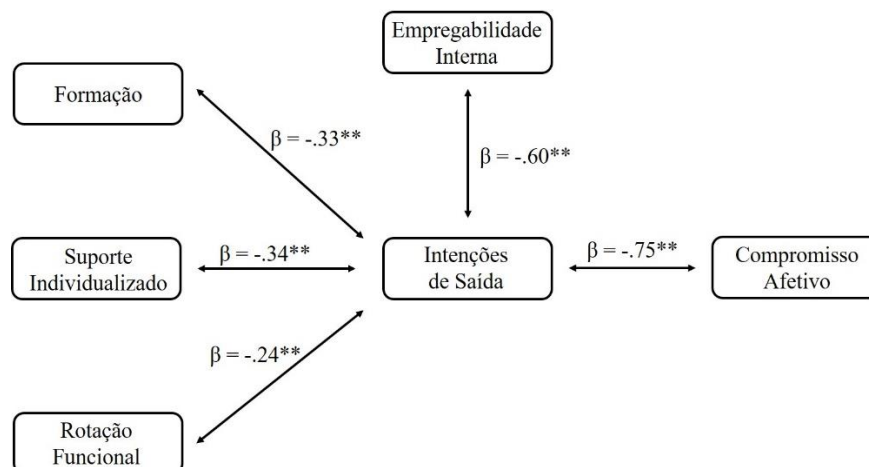 Empregabilidade
Interna
Formação
β = -.33**
β = -.60**
Suporte
Individualizado
β = -.34**
Intenções
de Saída
β = -.75**
Compromisso
Afetivo
β = -.24**
Rotação
Funcional